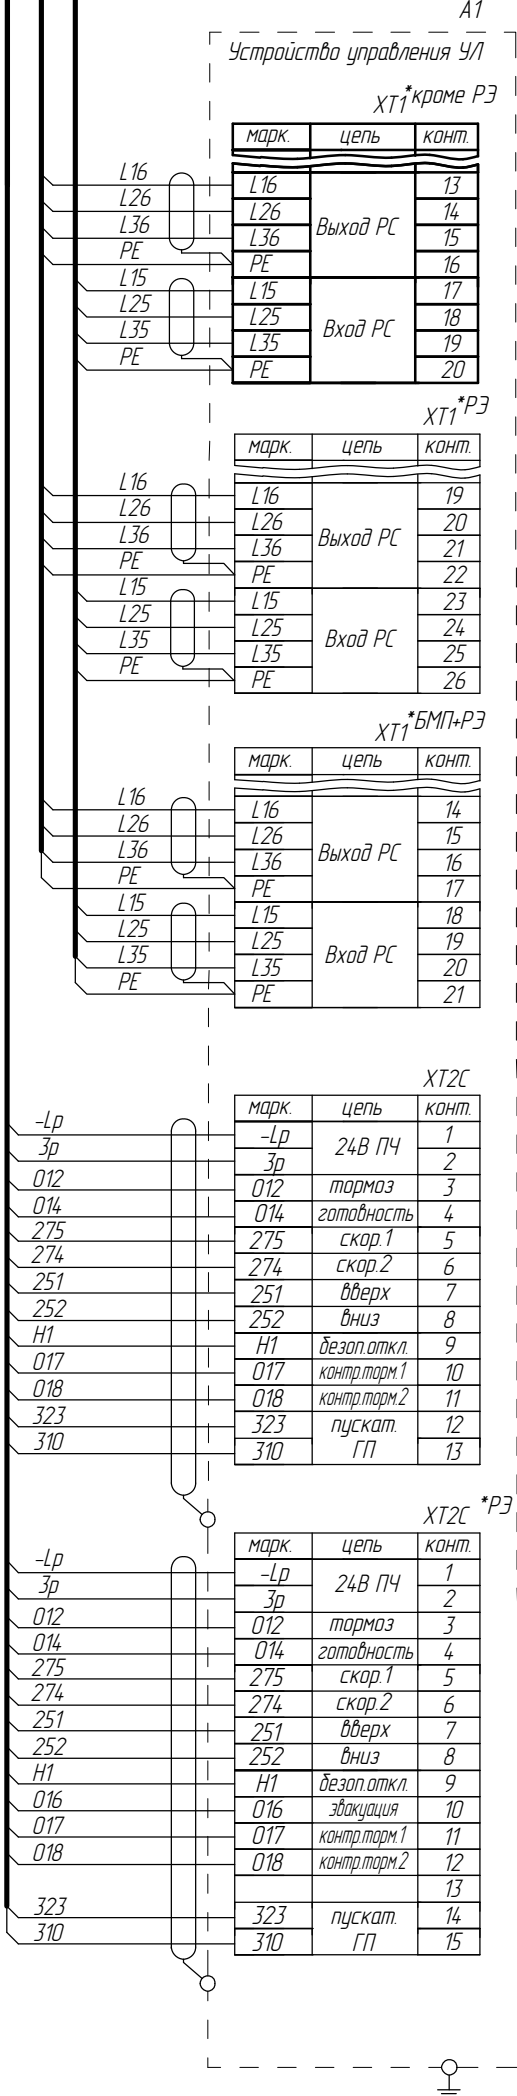 A1
Устройство управления УЛ
XT1 *кроме РЭ
марк. цепь конт.
L16 L16 Выход РС 13
L26 L26 14
L36 L36 15
PE PE 16
L15 L15 Вход РС 17
L25 L25 18
L35 L35 19
PE PE 20
XT1 *РЭ
марк. цепь конт.
L16 L16 Выход РС 19
L26 L26 20
L36 L36 21
PE PE 22
L15 L15 Вход РС 23
L25 L25 24
L35 L35 25
PE PE 26
XT1 *БМП+РЭ
марк. цепь конт.
L16 L16 Выход РС 14
L26 L26 15
L36 L36 16
PE PE 17
L15 L15 Вход РС 18
L25 L25 19
L35 L35 20
PE PE 21
XT2C
марк. цепь конт.
-Lp -Lp 24В ПЧ 1
3p 3p 2
012 012 тормоз 3
014 014 готовность 4
275 275 скор.1 5
274 274 скор.2 6
251 251 вверх 7
252 252 вниз 8
H1 H1 безоп.откл. 9
017 017 контр.торм.1 10
018 018 контр.торм.2 11
323 323 пускат. 12
310 310 ГП 13
XT2C *РЭ
марк. цепь конт.
-Lp -Lp 24В ПЧ 1
3p 3p 2
012 012 тормоз 3
014 014 готовность 4
275 275 скор.1 5
274 274 скор.2 6
251 251 вверх 7
252 252 вниз 8
H1 H1 безоп.откл. 9
016 016 эвакуация 10
017 017 контр.торм.1 11
018 018 контр.торм.2 12
13
323 323 пускат. 14
310 310 ГП 15